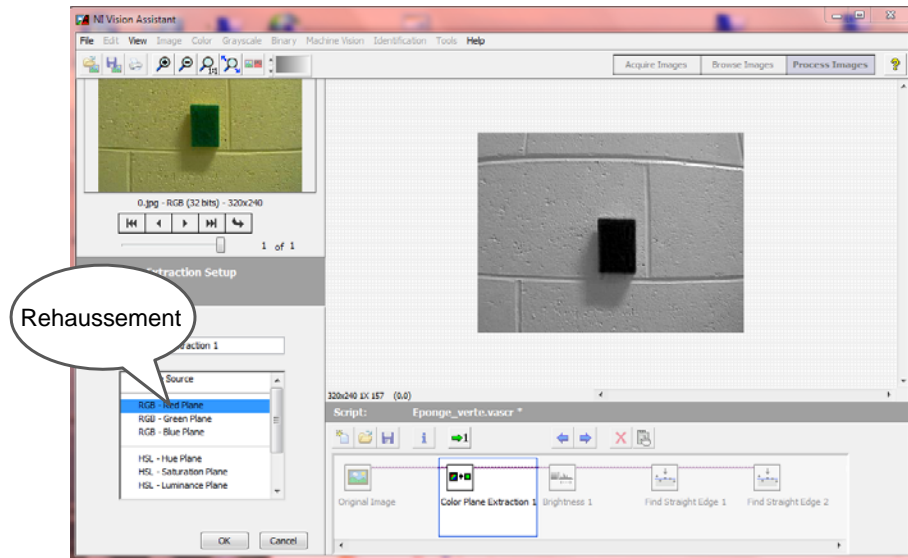 NI Vision Assistant
File Edit View Image Color Grayscale Binary Machine Vision Identification Tools Help
Acquire Images Browse Images Process Images
0.jpg - RGB (32 bits) - 320x240
1 of 1
Extraction Setup
Rehaussement
raction 1
Source
RGB - Red Plane
RGB - Green Plane
RGB - Blue Plane
HSL - Hue Plane
HSL - Saturation Plane
HSL - Luminance Plane
OK Cancel
320x240 1X 157 (0,0)
Script: Eponge_verte.vascr *
1
Original Image Color Plane Extraction 1 Brightness 1 Find Straight Edge 1 Find Straight Edge 2